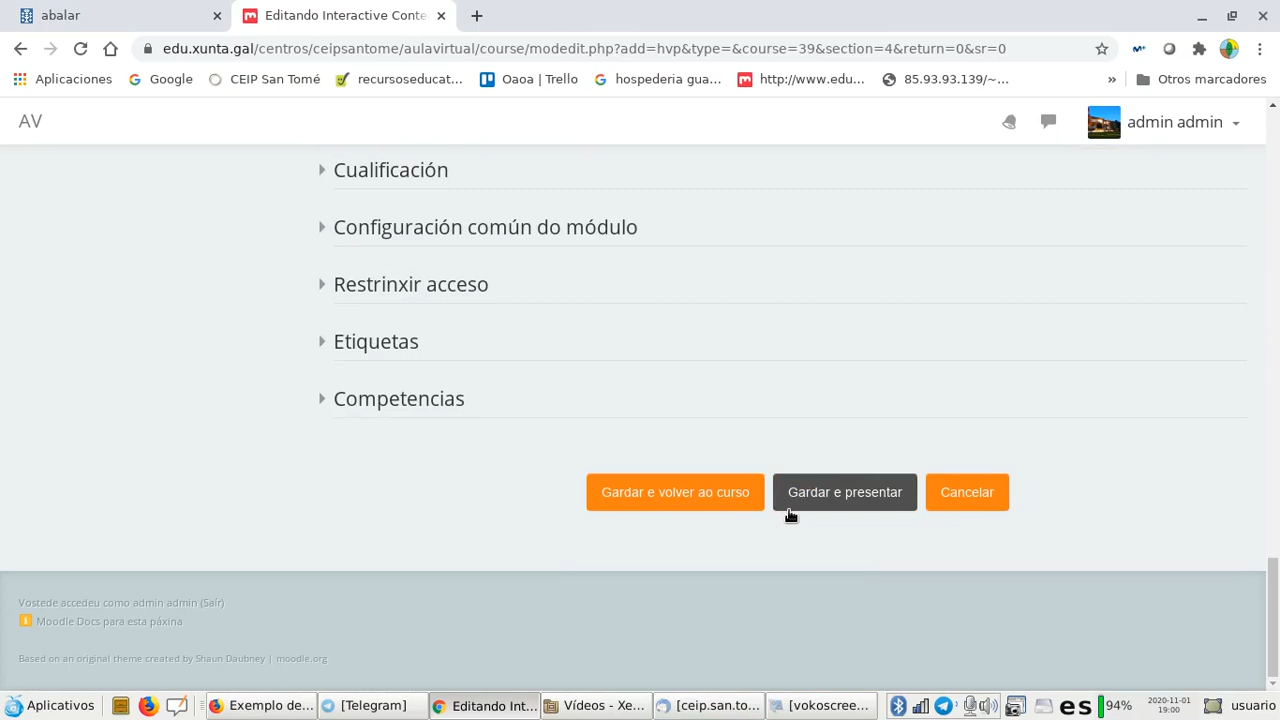 abalar
Editando Interactive Conte
edu.xunta.gal/centros/ceipsantome/aulavirtual/course/modedit.php?add=hvp&type=&course=39&section=4&return=0&sr=0
Aplicaciones
Google
CEIP San Tomé
recursoseducat...
Oaoa | Trello
hospederia gua...
http://www.edu...
85.93.93.139/~...
»
Otros marcadores
AV
admin admin
Cualificación
Configuración común do módulo
Restrinxir acceso
Etiquetas
Competencias
Gardar e volver ao curso
Gardar e presentar
Cancelar
Vostede accedeu como admin admin (Saír)
Moodle Docs para esta páxina
Based on an original theme created by Shaun Daubney | moodle.org
Aplicativos
Exemplo de...
[Telegram]
Editando Int...
Vídeos - Xe...
[ceip.san.to...
[vokoscree...
es
94%
2020-11-01
19:00
usuario